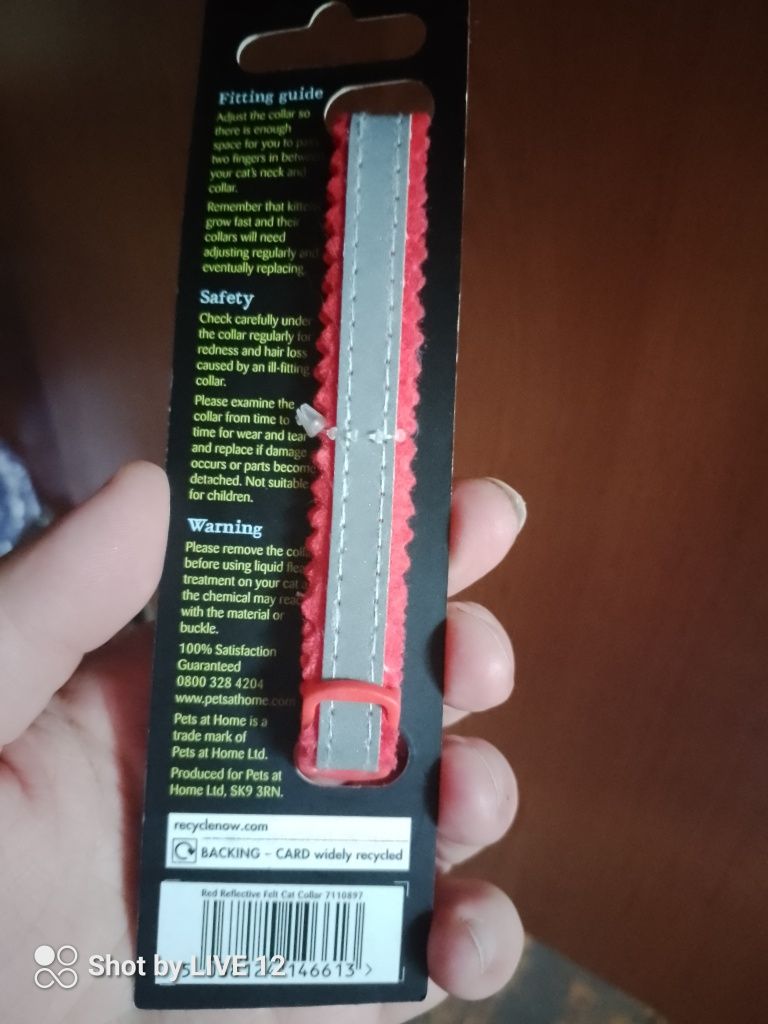 Fitting guide
Adjust the collar so
there is enough
space for you to
two fingers in
your cat's neck and
collar.
Remember that
grow fast and their
collars will need
adjusting regularly and
eventually replacing.
Safety
Check carefully under
the collar regularly for
redness and hair loss
caused by an ill-fitting
collar.
Please examine the
collar from time to
time for wear and tear
and replace if damage
occurs or parts become
detached. Not suitable
for children.
Warning
Please remove the
before using liquid flea
treatment on your cat
the chemical may
with the material or
buckle.
100% Satisfaction
Guaranteed
0800 328 4204
www.petsathome.com
Pets at Home is a
trade mark of
Pets at Home Ltd.
Produced for Pets at
Home Ltd, SK9 3RN.
recyclenow.com
BACKING - CARD widely recycled
Red Reflective Felt Cat Collar 7110897
146613 >
Shot by LIVE 12